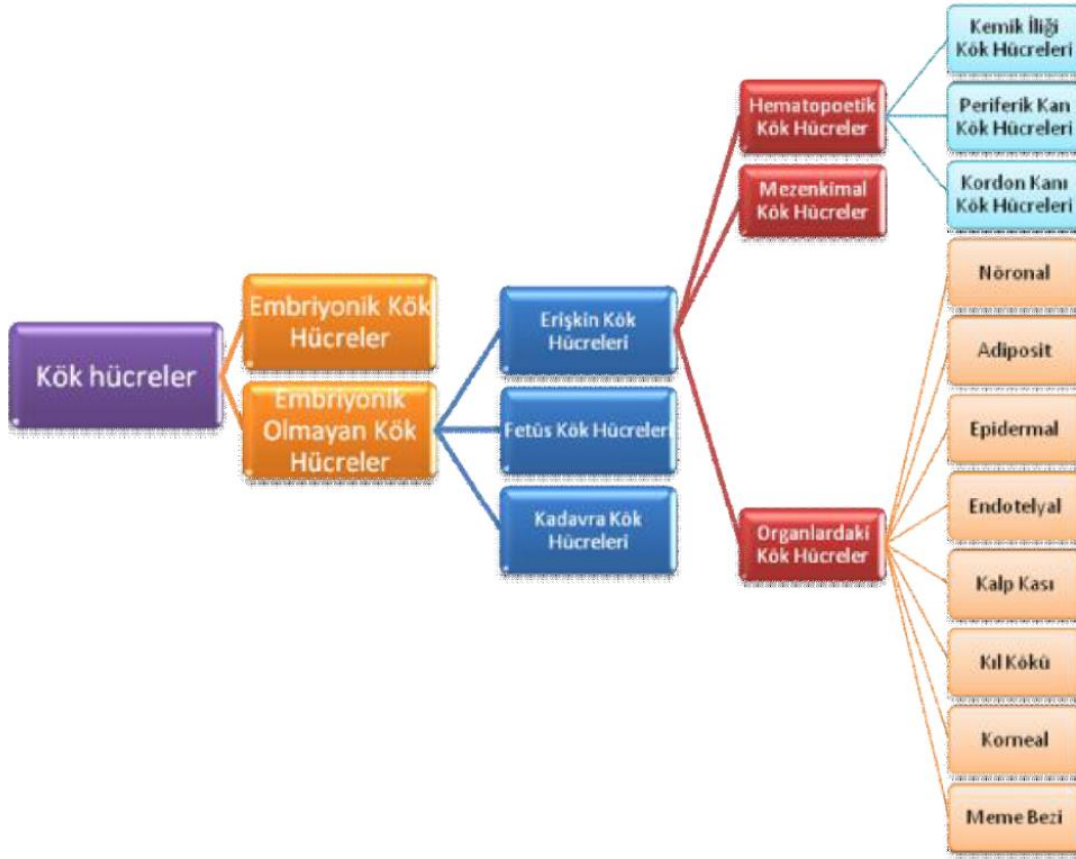 Kök hücreler
Embriyonik Kök
Hücreler
Embriyonik
Olmayan Kök
Hücreler
Erişkin Kök
Hücreleri
Fetüs Kök Hücreleri
Kadavra Kök
Hücreleri
Hematopoetik
Kök Hücreler
Mezenkimal
Kök Hücreler
Organlardaki
Kök Hücreler
Kemik İliği
Kök Hücreleri
Periferik Kan
Kök Hücreleri
Kordon Kanı
Kök Hücreleri
Nöronal
Adiposit
Epidermal
Endotelyal
Kalp Kası
Kıl Kökü
Korneal
Meme Bezi